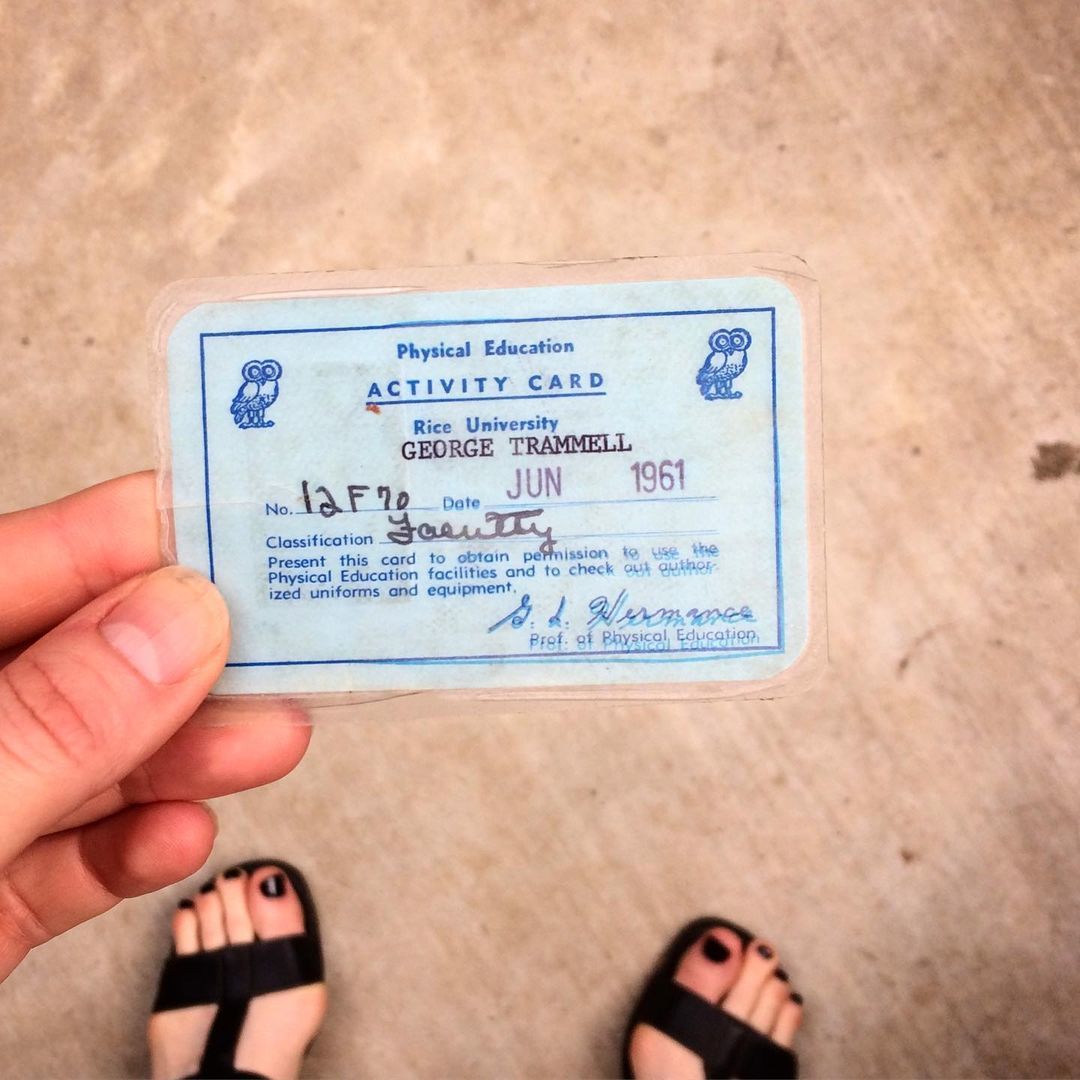 Physical Education
ACTIVITY CARD
Rice University
GEORGE TRAMMELL
No. 12F70 Date JUN 1961
Classification Faculty
Present this card to obtain permission to use the
Physical Education facilities and to check out author-
ized uniforms and equipment.
G. L. Hermance
Prof. of Physical Education